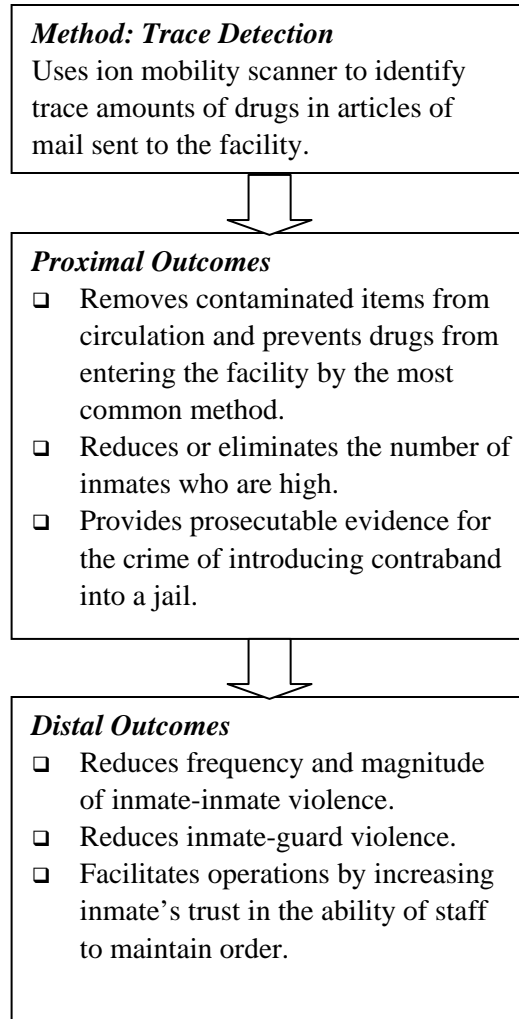 Method: Trace Detection
Uses ion mobility scanner to identify
trace amounts of drugs in articles of
mail sent to the facility.
Proximal Outcomes
❑ Removes contaminated items from
circulation and prevents drugs from
entering the facility by the most
common method.
❑ Reduces or eliminates the number of
inmates who are high.
❑ Provides prosecutable evidence for
the crime of introducing contraband
into a jail.
Distal Outcomes
❑ Reduces frequency and magnitude
of inmate-inmate violence.
❑ Reduces inmate-guard violence.
❑ Facilitates operations by increasing
inmate's trust in the ability of staff
to maintain order.